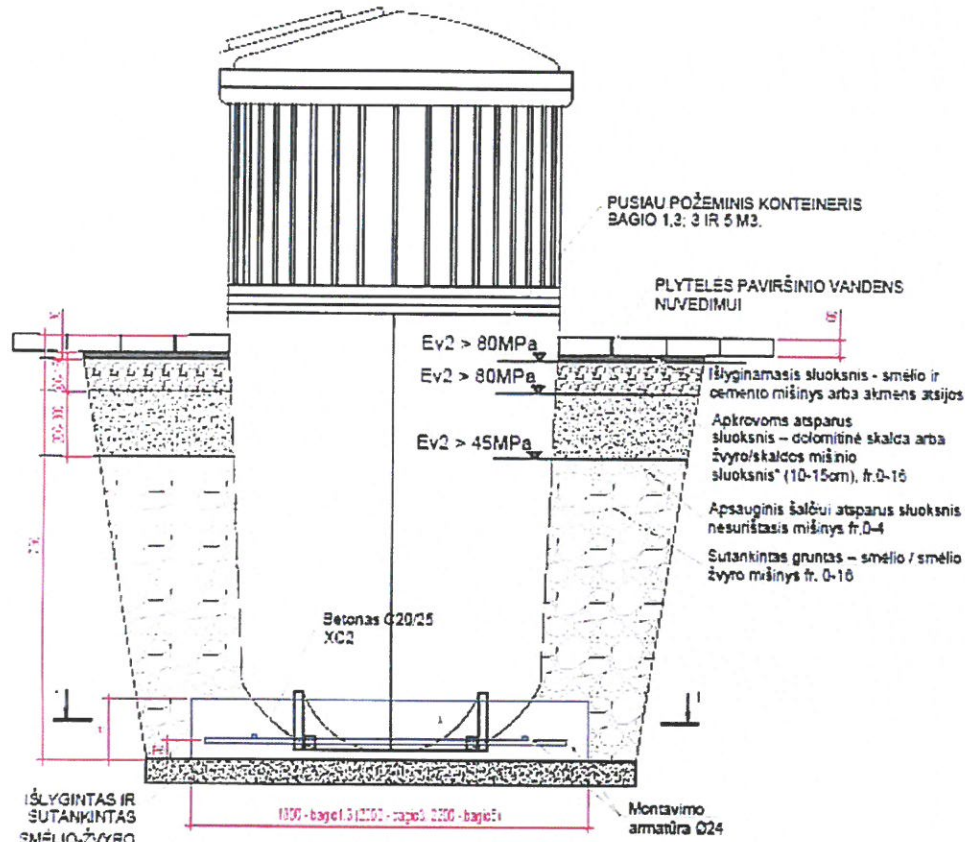 PUSIAU POŽEMINIS KONTEINERIS
BAGIO 1,3; 3 IR 5 M3.
PLYTELĖS PAVIRŠINIO VANDENS
NUVEDIMUI
Ev2 > 80MPa
Ev2 > 80MPa
Išlyginamasis sluoksnis - smėlio ir
cemento mišinys arba akmens atsijos
Apkrovoms atsparus
sluoksnis – dolomitinė skalda arba
žvyro/skaldos mišinio
sluoksnis* (10-15cm), fr.0-16
Ev2 > 45MPa
Apsauginis šalčiui atsparus sluoksnis
nesurištasis mišinys fr.0-4
Sutankintas gruntas – smėlio / smėlio
žvyro mišinys fr. 0-16
Betonas C20/25
XC2
IŠLYGINTAS IR
SUTANKINTAS
SMĖLIO-ŽVYRO
Montavimo
armatūra Ø24